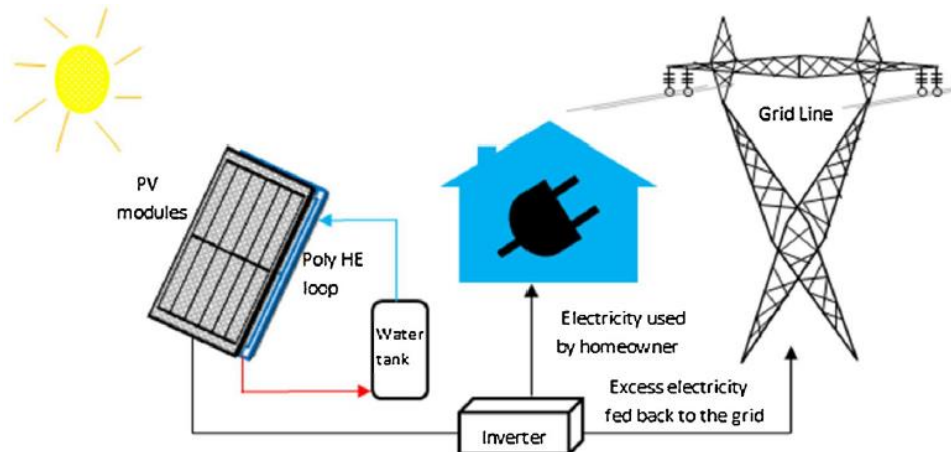 Grid Line
PV
modules
Poly HE
loop
Water
tank
Electricity used
by homeowner
Excess electricity
fed back to the grid
Inverter